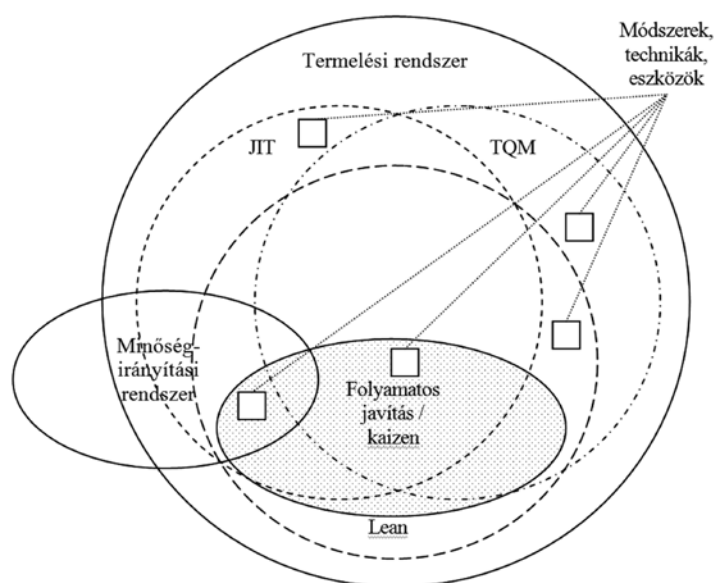 Módszerek,
technikák,
eszközök
Termelési rendszer
JIT
TQM
Minőség-
irányítási
rendszer
Folyamatos
javítás /
kaizen
Lean